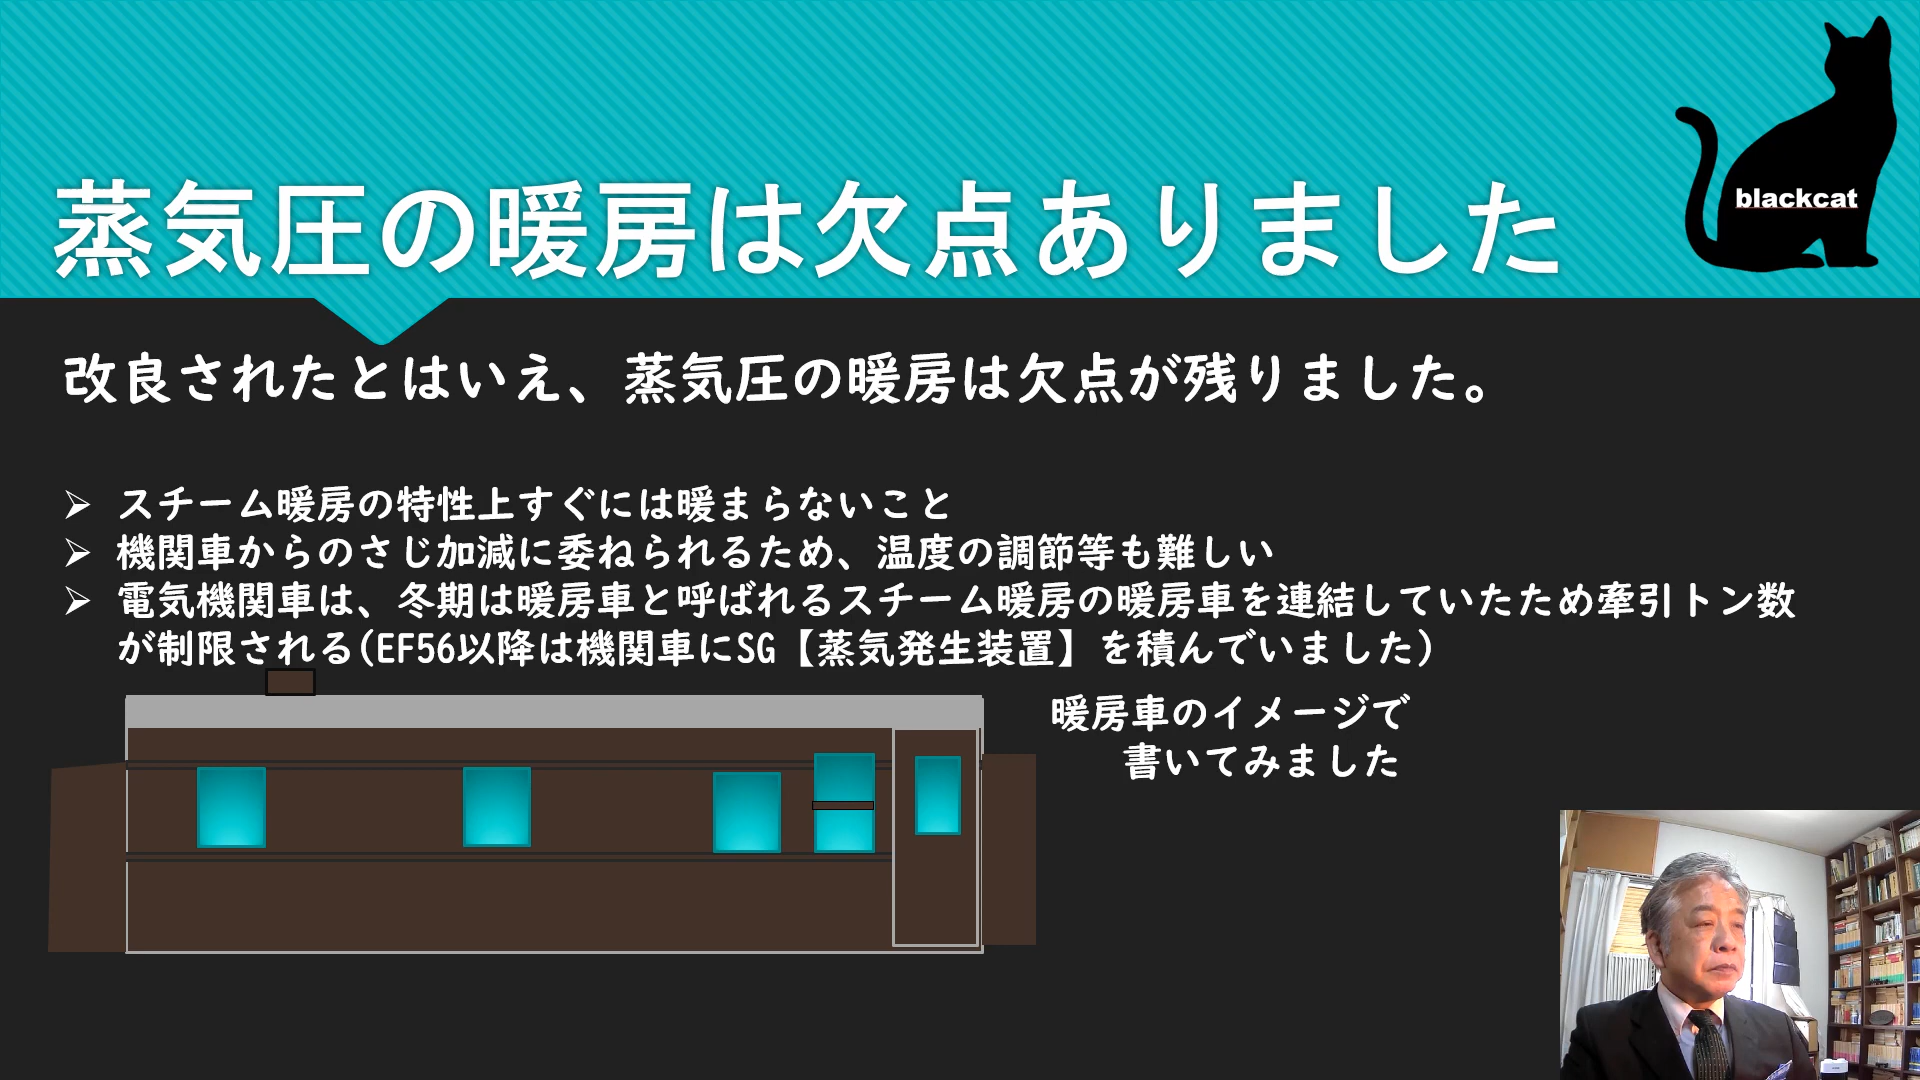 蒸気圧の暖房は欠点ありました
blackcat
改良されたとはいえ、蒸気圧の暖房は欠点が残りました。
スチーム暖房の特性上すぐには暖まらないこと
機関車からのさじ加減に委ねられるため、温度の調節等も難しい
電気機関車は、冬期は暖房車と呼ばれるスチーム暖房の暖房車を連結していたため牽引トン数
が制限される(EF56以降は機関車にSG【蒸気発生装置】を積んでいました)
暖房車のイメージで
書いてみました